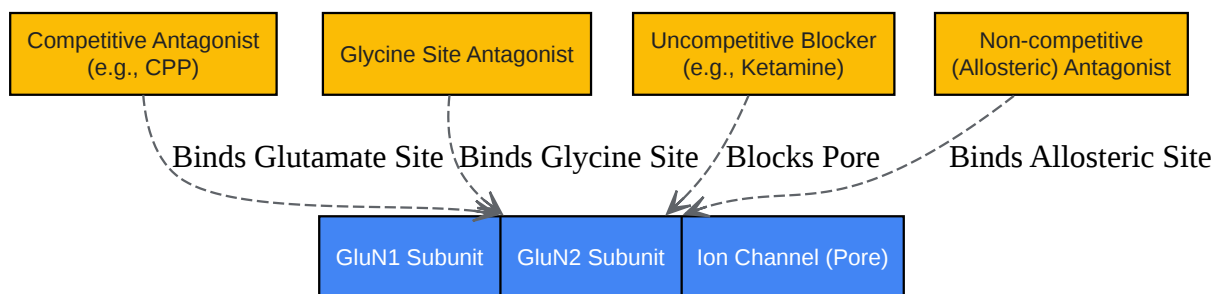 Competitive Antagonist
(e.g., CPP)
Glycine Site Antagonist
Uncompetitive Blocker
(e.g., Ketamine)
Non-competitive
(Allosteric) Antagonist
Binds Glutamate Site
Binds Glycine Site
Blocks Pore
Binds Allosteric Site
GluN1 Subunit
GluN2 Subunit
Ion Channel (Pore)